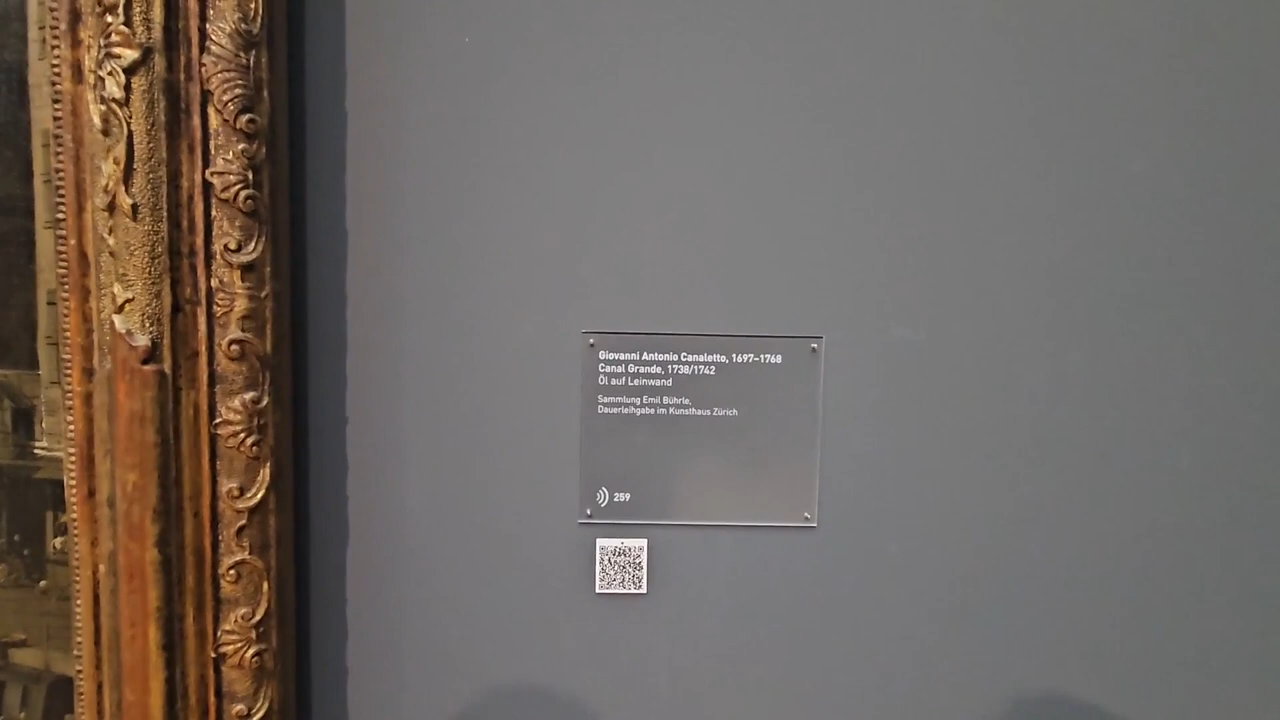 Giovanni Antonio Canaletto, 1697–1768
Canal Grande, 1738/1742
Öl auf Leinwand
Sammlung Emil Bührle,
Dauerleihgabe im Kunsthaus Zürich
259